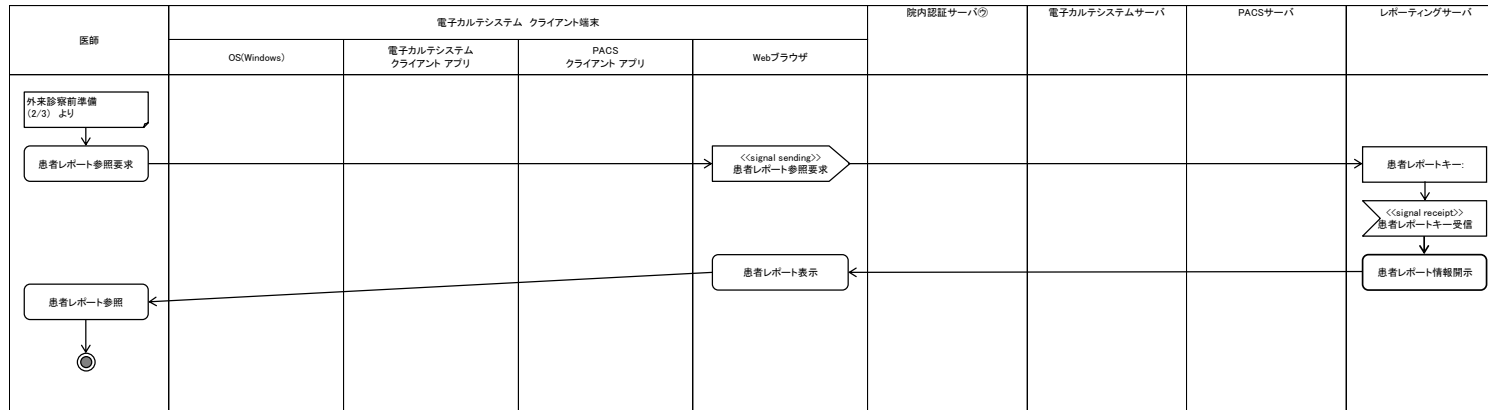 医師
電子カルテシステム クライアント端末
院内認証サーバ㋒
電子カルテシステムサーバ
PACSサーバ
レポーティングサーバ
OS(Windows)
電子カルテシステム
クライアント アプリ
PACS
クライアント アプリ
Webブラウザ
外来診察前準備
(2/3) より
患者レポート参照要求
<<signal sending>>
患者レポート参照要求
患者レポートキー:
<<signal receipt>>
患者レポートキー受信
患者レポート表示
患者レポート情報開示
患者レポート参照